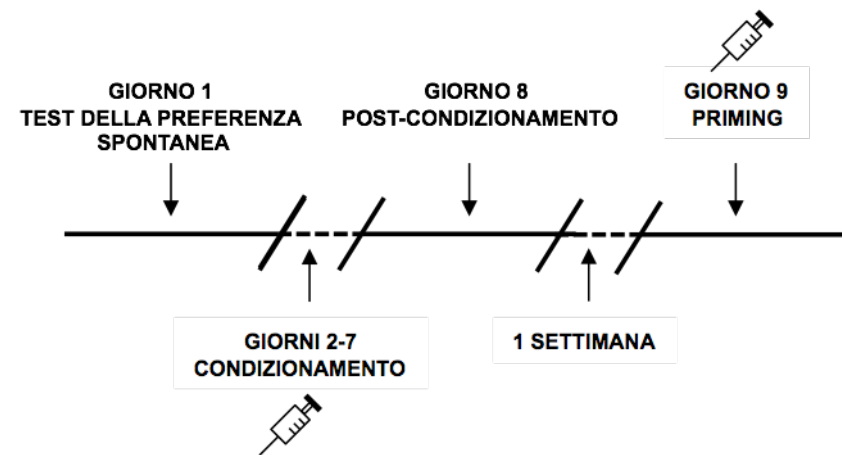 GIORNO 1
TEST DELLA PREFERENZA
SPONTANEA
GIORNO 8
POST-CONDIZIONAMENTO
GIORNO 9
PRIMING
GIORNI 2-7
CONDIZIONAMENTO
1 SETTIMANA